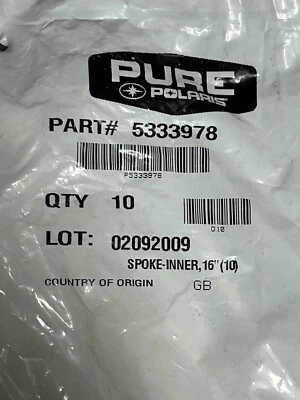 PURE
POLARIS
PART# 5333978
P5333978
QTY 10
Q10
LOT: 02092009
SPOKE-INNER,16"(10)
COUNTRY OF ORIGIN GB